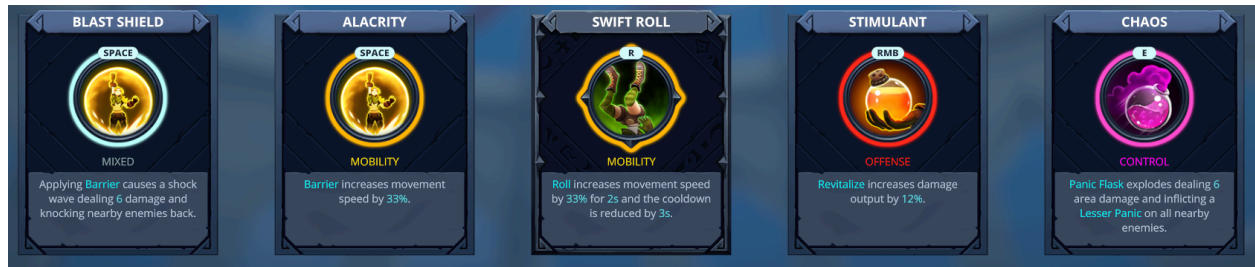 BLAST SHIELD
SPACE
MIXED
Applying Barrier causes a shock
wave dealing 6 damage and
knocking nearby enemies back.
ALACRITY
SPACE
MOBILITY
Barrier increases movement
speed by 33%.
SWIFT ROLL
R
MOBILITY
Roll increases movement speed
by 33% for 2s and the cooldown
is reduced by 3s.
STIMULANT
RMB
OFFENSE
Revitalize increases damage
output by 12%.
CHAOS
E
CONTROL
Panic Flask explodes dealing 6
area damage and inflicting a
Lesser Panic on all nearby
enemies.